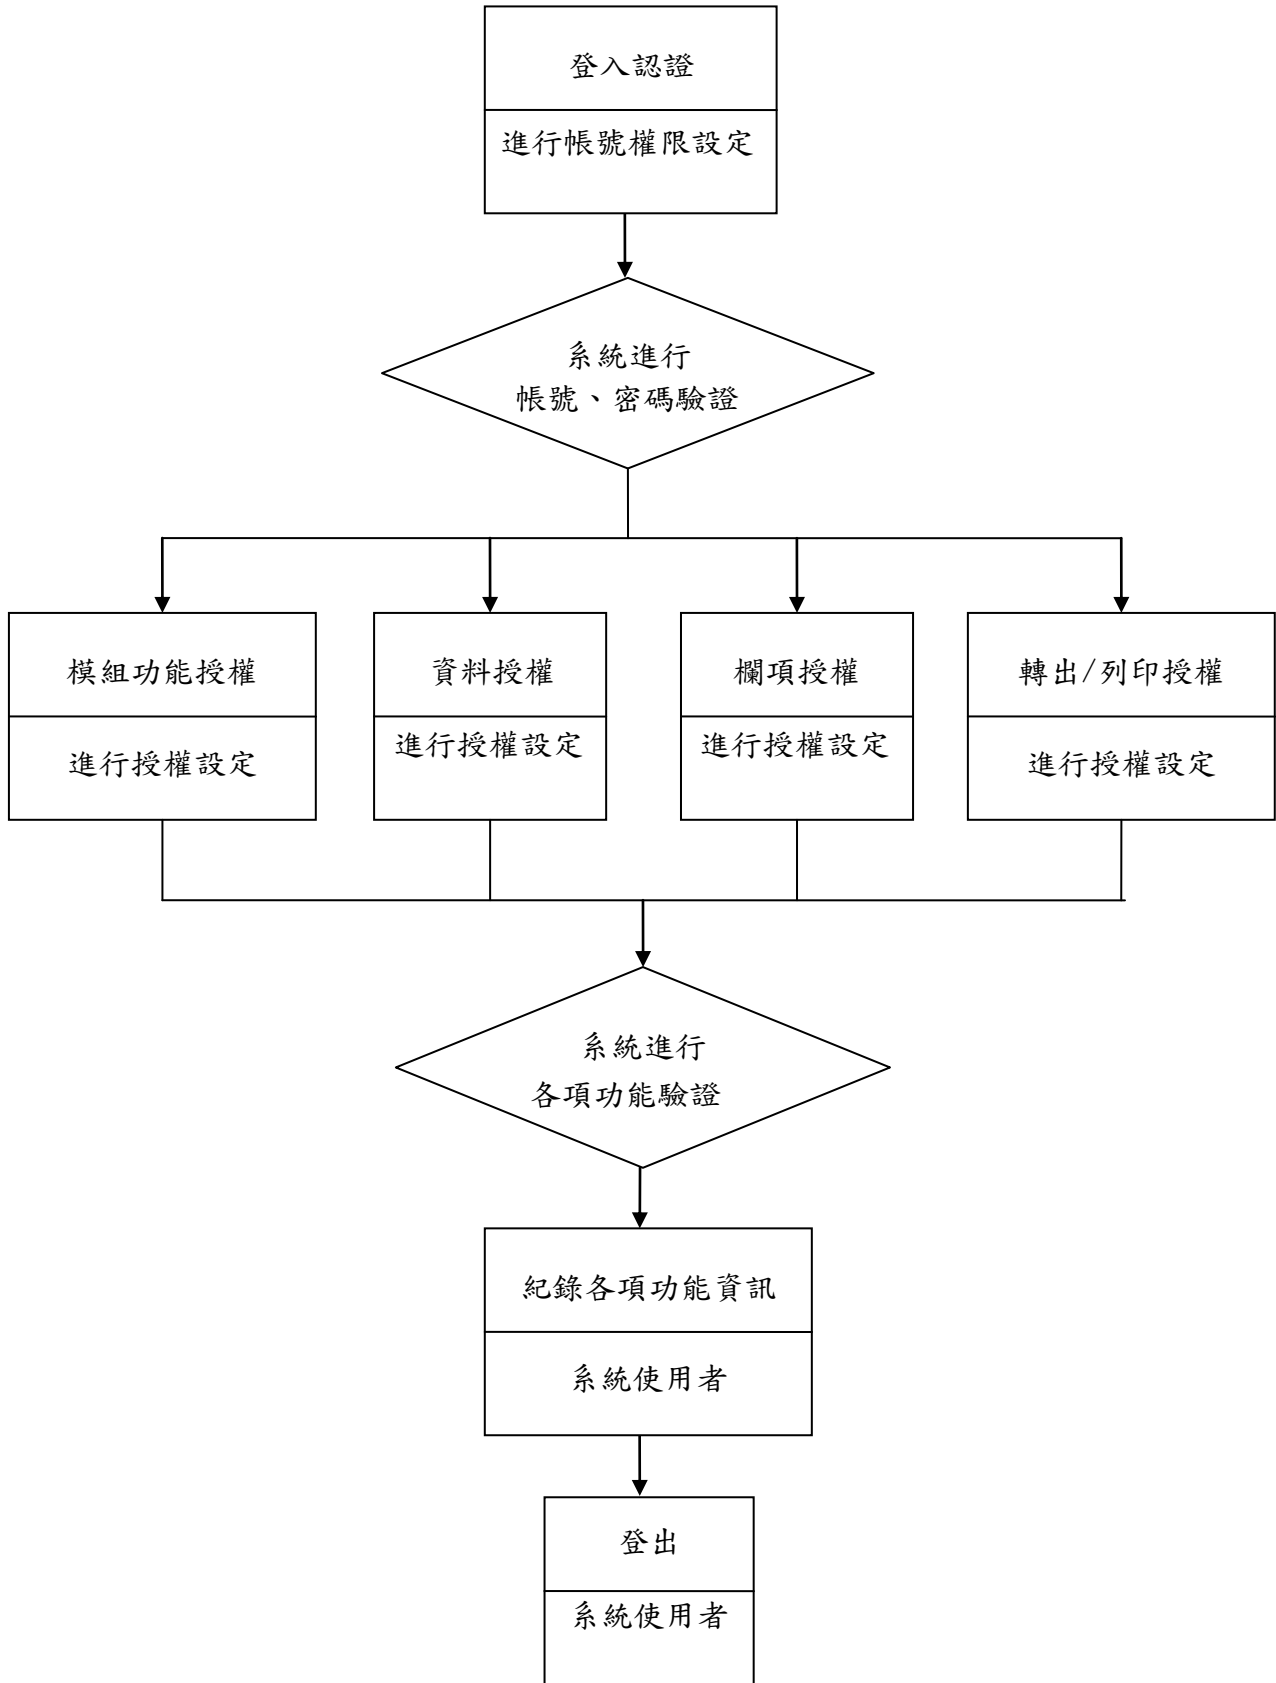 登入認證
進行帳號權限設定
系統進行
帳號、密碼驗證
模組功能授權
進行授權設定
資料授權
進行授權設定
欄項授權
進行授權設定
轉出/列印授權
進行授權設定
系統進行
各項功能驗證
紀錄各項功能資訊
系統使用者
登出
系統使用者